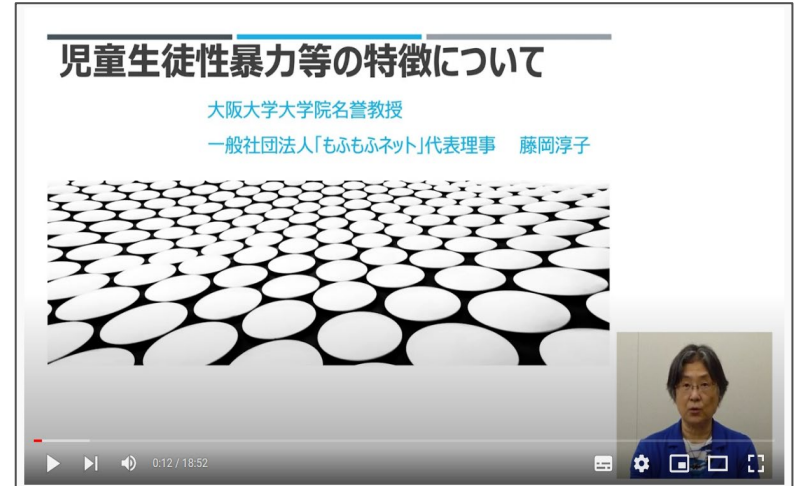 児童生徒性暴力等の特徴について
大阪大学大学院名誉教授
一般社団法人「もふもふネット」代表理事　藤岡淳子
0:12 / 18:52